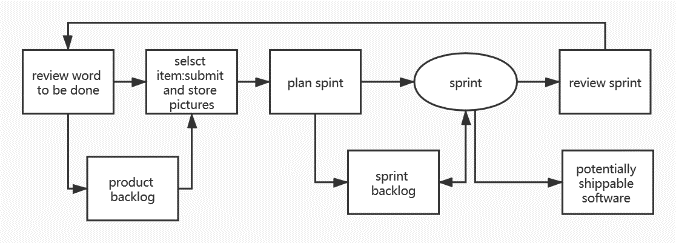 review word
to be done
selsct
item:submit
and store
pictures
plan spint
sprint
review sprint
product
backlog
sprint
backlog
potentially
shippable
software